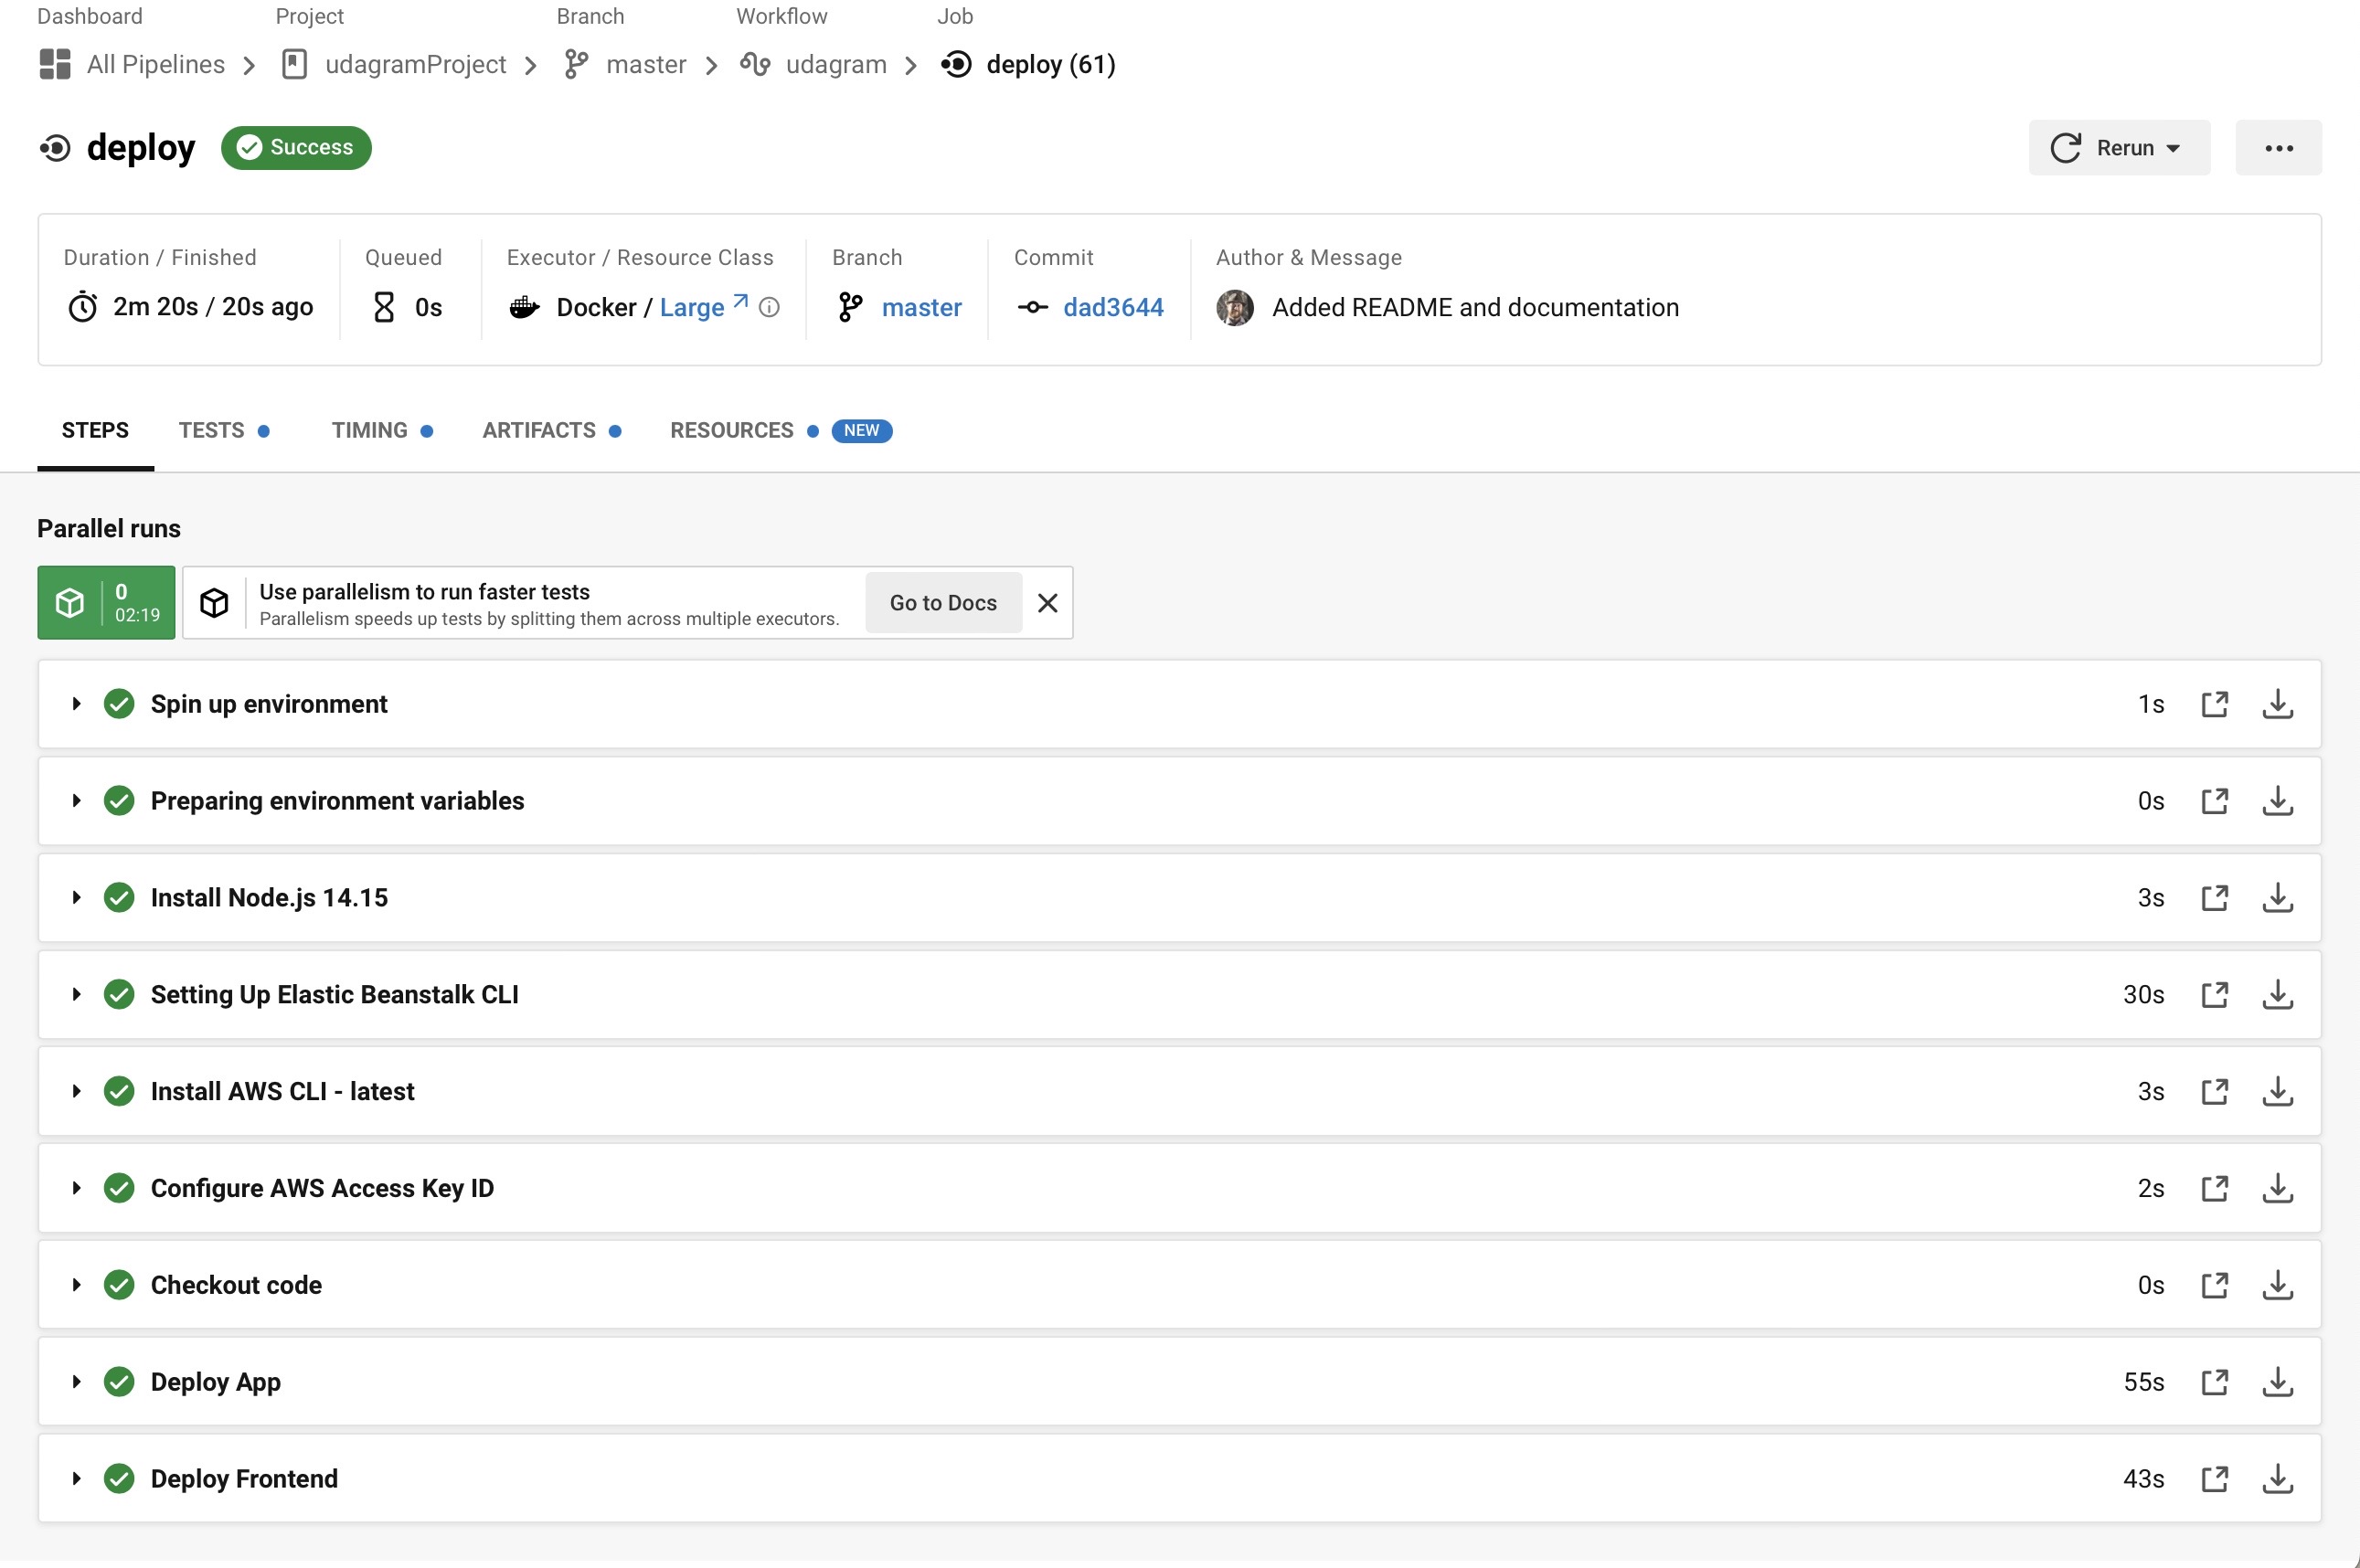 Dashboard Project Branch Workflow Job
All Pipelines udagramProject master udagram deploy (61)
deploy Success Rerun
Duration / Finished Queued Executor / Resource Class Branch Commit Author & Message
2m 20s / 20s ago 0s Docker / Large master dad3644 Added README and documentation
STEPS TESTS TIMING ARTIFACTS RESOURCES NEW
Parallel runs
0
02:19
Use parallelism to run faster tests
Parallelism speeds up tests by splitting them across multiple executors.
Go to Docs
Spin up environment 1s
Preparing environment variables 0s
Install Node.js 14.15 3s
Setting Up Elastic Beanstalk CLI 30s
Install AWS CLI - latest 3s
Configure AWS Access Key ID 2s
Checkout code 0s
Deploy App 55s
Deploy Frontend 43s